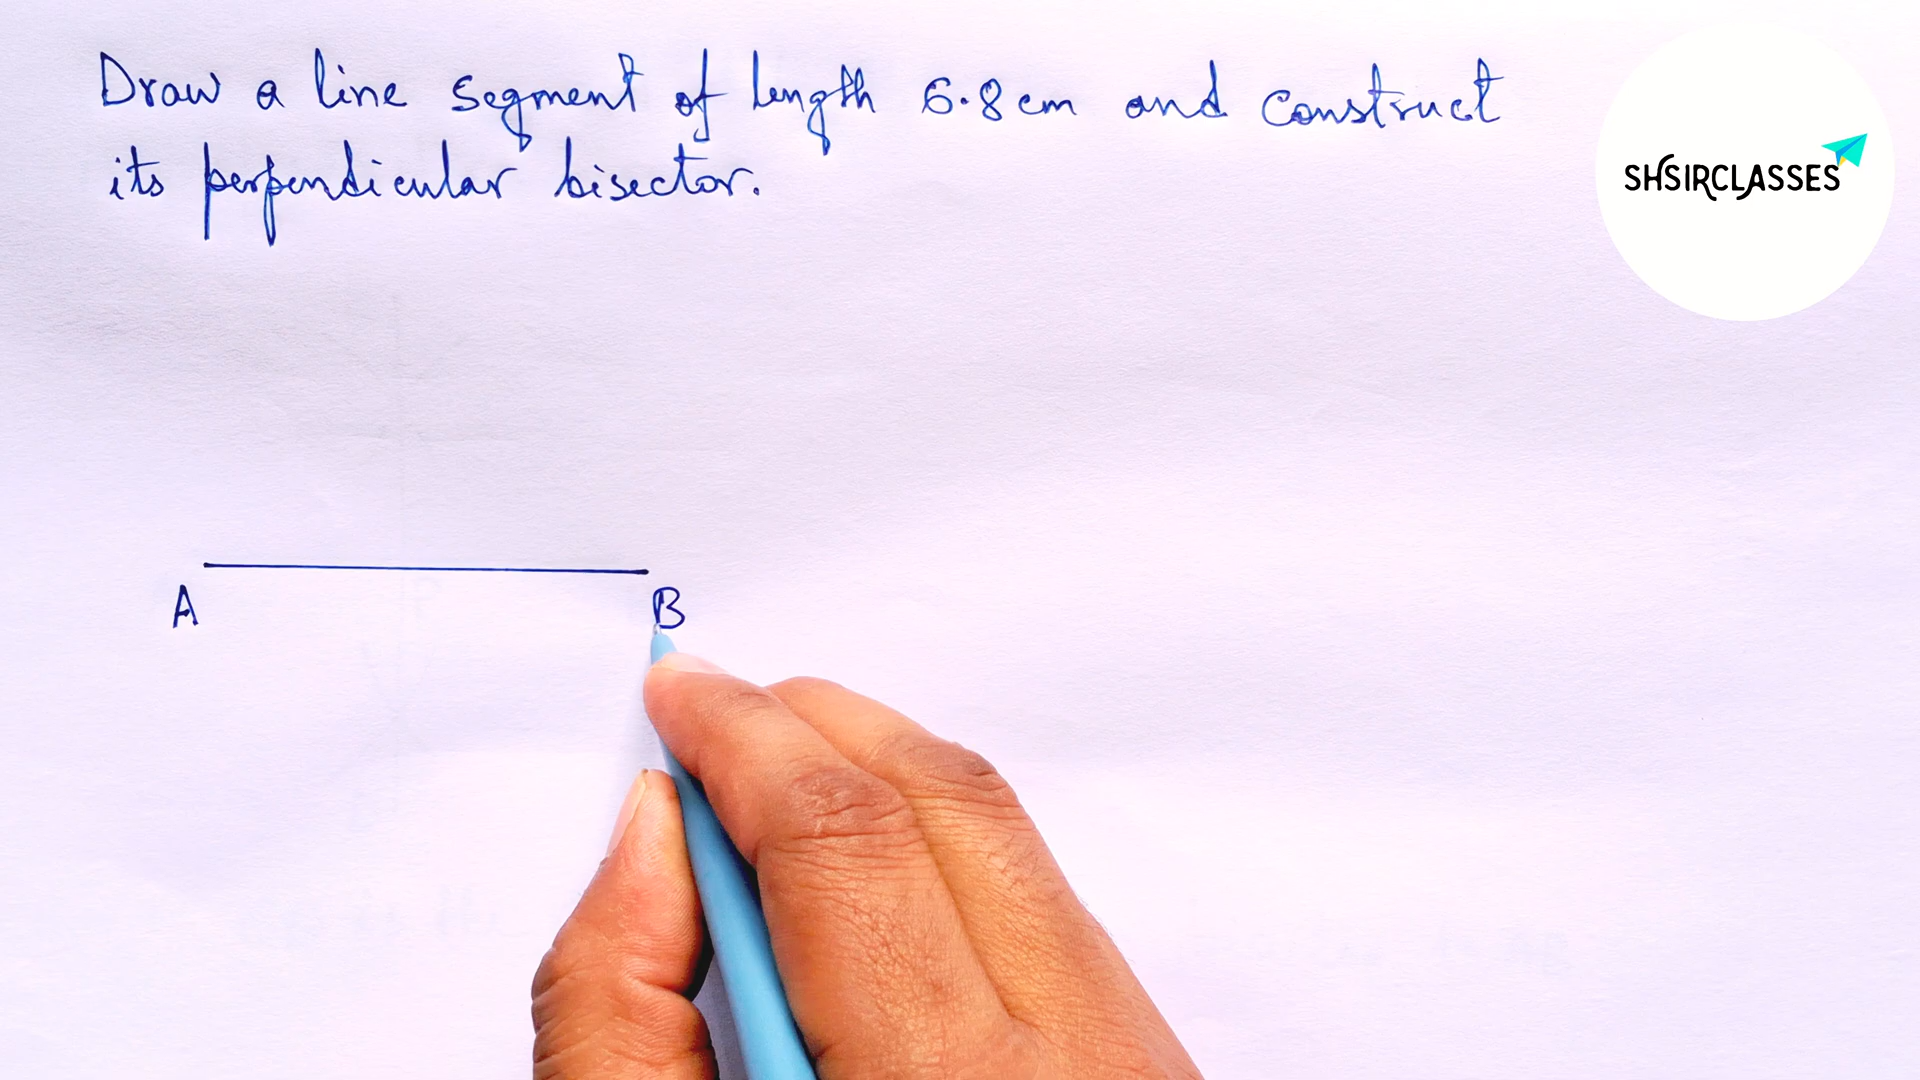 Draw a line segment of length 6.8 cm and construct
its perpendicular bisector.
SHSIRCLASSES
A B